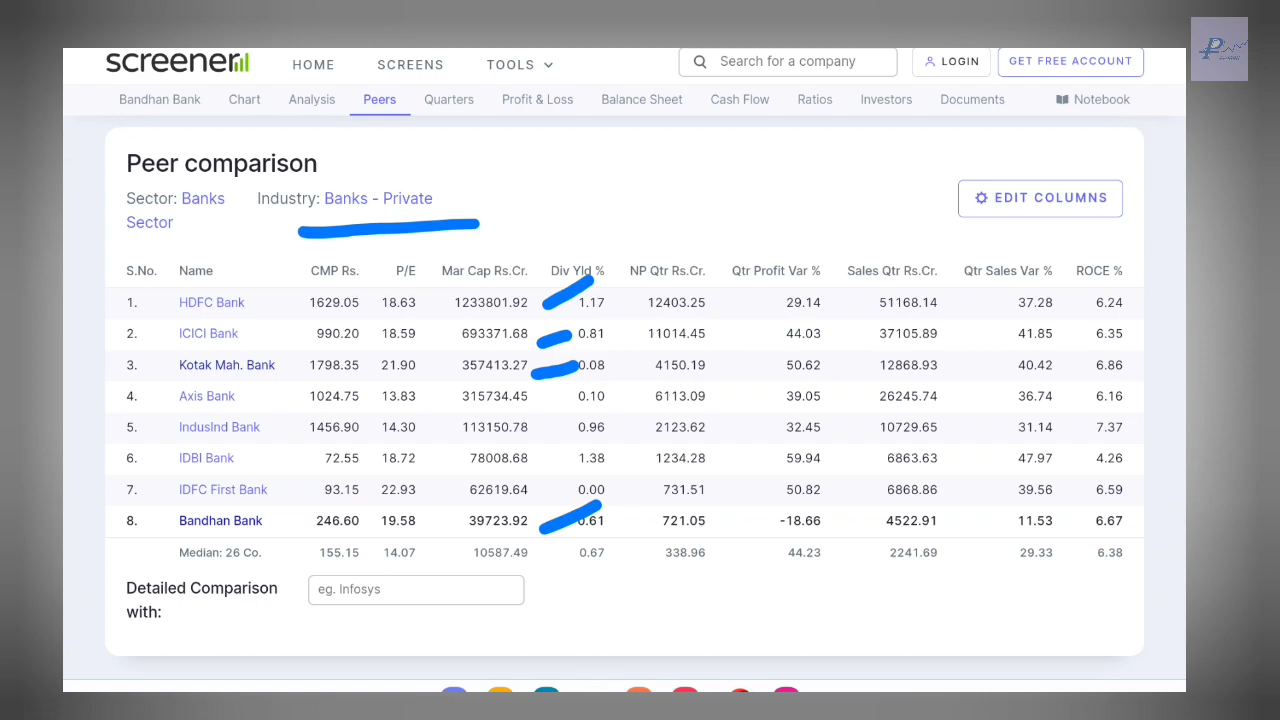 screener
HOME SCREENS TOOLS Search for a company LOGIN GET FREE ACCOUNT
Bandhan Bank Chart Analysis Peers Quarters Profit & Loss Balance Sheet Cash Flow Ratios Investors Documents Notebook
Peer comparison
Sector: Banks Industry: Banks - Private
Sector
EDIT COLUMNS
S.No. Name CMP Rs. P/E Mar Cap Rs.Cr. Div Yld % NP Qtr Rs.Cr. Qtr Profit Var % Sales Qtr Rs.Cr. Qtr Sales Var % ROCE %
1. HDFC Bank 1629.05 18.63 1233801.92 1.17 12403.25 29.14 51168.14 37.28 6.24
2. ICICI Bank 990.20 18.59 693371.68 0.81 11014.45 44.03 37105.89 41.85 6.35
3. Kotak Mah. Bank 1798.35 21.90 357413.27 0.08 4150.19 50.62 12868.93 40.42 6.86
4. Axis Bank 1024.75 13.83 315734.45 0.10 6113.09 39.05 26245.74 36.74 6.16
5. IndusInd Bank 1456.90 14.30 113150.78 0.96 2123.62 32.45 10729.65 31.14 7.37
6. IDBI Bank 72.55 18.72 78008.68 1.38 1234.28 59.94 6863.63 47.97 4.26
7. IDFC First Bank 93.15 22.93 62619.64 0.00 731.51 50.82 6868.86 39.56 6.59
8. Bandhan Bank 246.60 19.58 39723.92 0.61 721.05 -18.66 4522.91 11.53 6.67
Median: 26 Co. 155.15 14.07 10587.49 0.67 338.96 44.23 2241.69 29.33 6.38
Detailed Comparison
with:
eg. Infosys